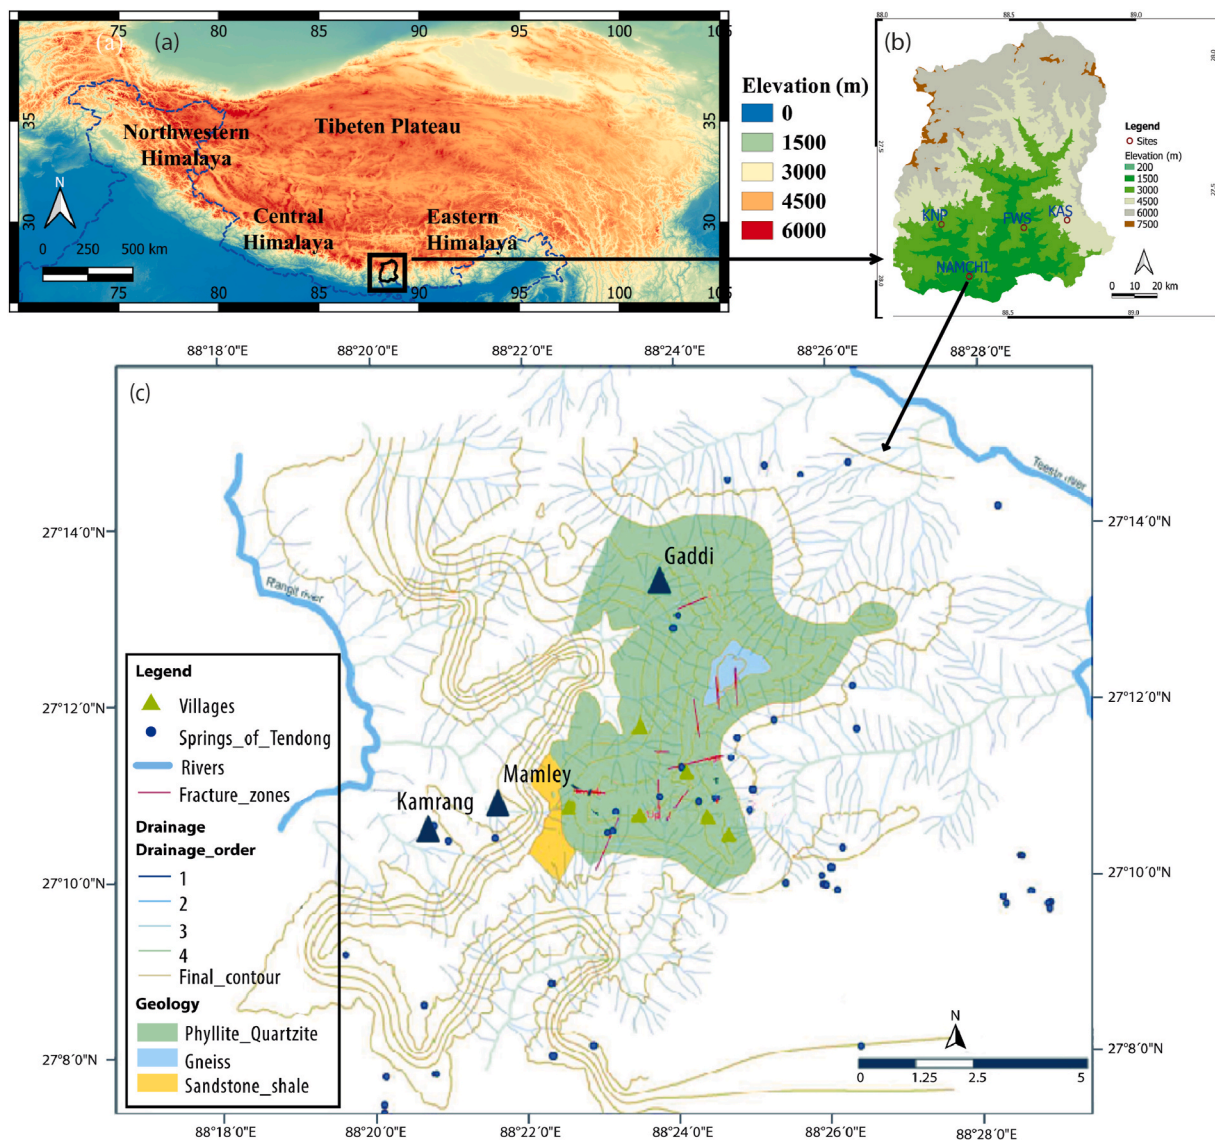 75 80 85 90 95 100 105
(a) (a)
Northwestern
Himalaya
Tibeten Plateau
Central
Himalaya
Eastern
Himalaya
35
30
35
30
N
0 250 500 km
75 80 85 90 95 100 105
Elevation (m)
0
1500
3000
4500
6000
88.0 88.5 89.0
(b)
27.5
28.0
27.5
KNP
FWS
KAS
NAMCHI
Legend
Sites
Elevation (m)
200
1500
3000
4500
6000
7500
N
0 10 20 km
88.5 89.0
88°18′0″E 88°20′0″E 88°22′0″E 88°24′0″E 88°26′0″E 88°28′0″E
(c)
Teesta river
27°14′0″N
27°14′0″N
Gaddi
Rangit river
27°12′0″N
27°12′0″N
Mamley
Kamrang
27°10′0″N
27°10′0″N
27°8′0″N
27°8′0″N
Legend
Villages
Springs_of_Tendong
Rivers
Fracture_zones
Drainage
Drainage_order
1
2
3
4
Final_contour
Geology
Phyllite_Quartzite
Gneiss
Sandstone_shale
N
0 1.25 2.5 5
88°18′0″E 88°20′0″E 88°22′0″E 88°24′0″E 88°26′0″E 88°28′0″E